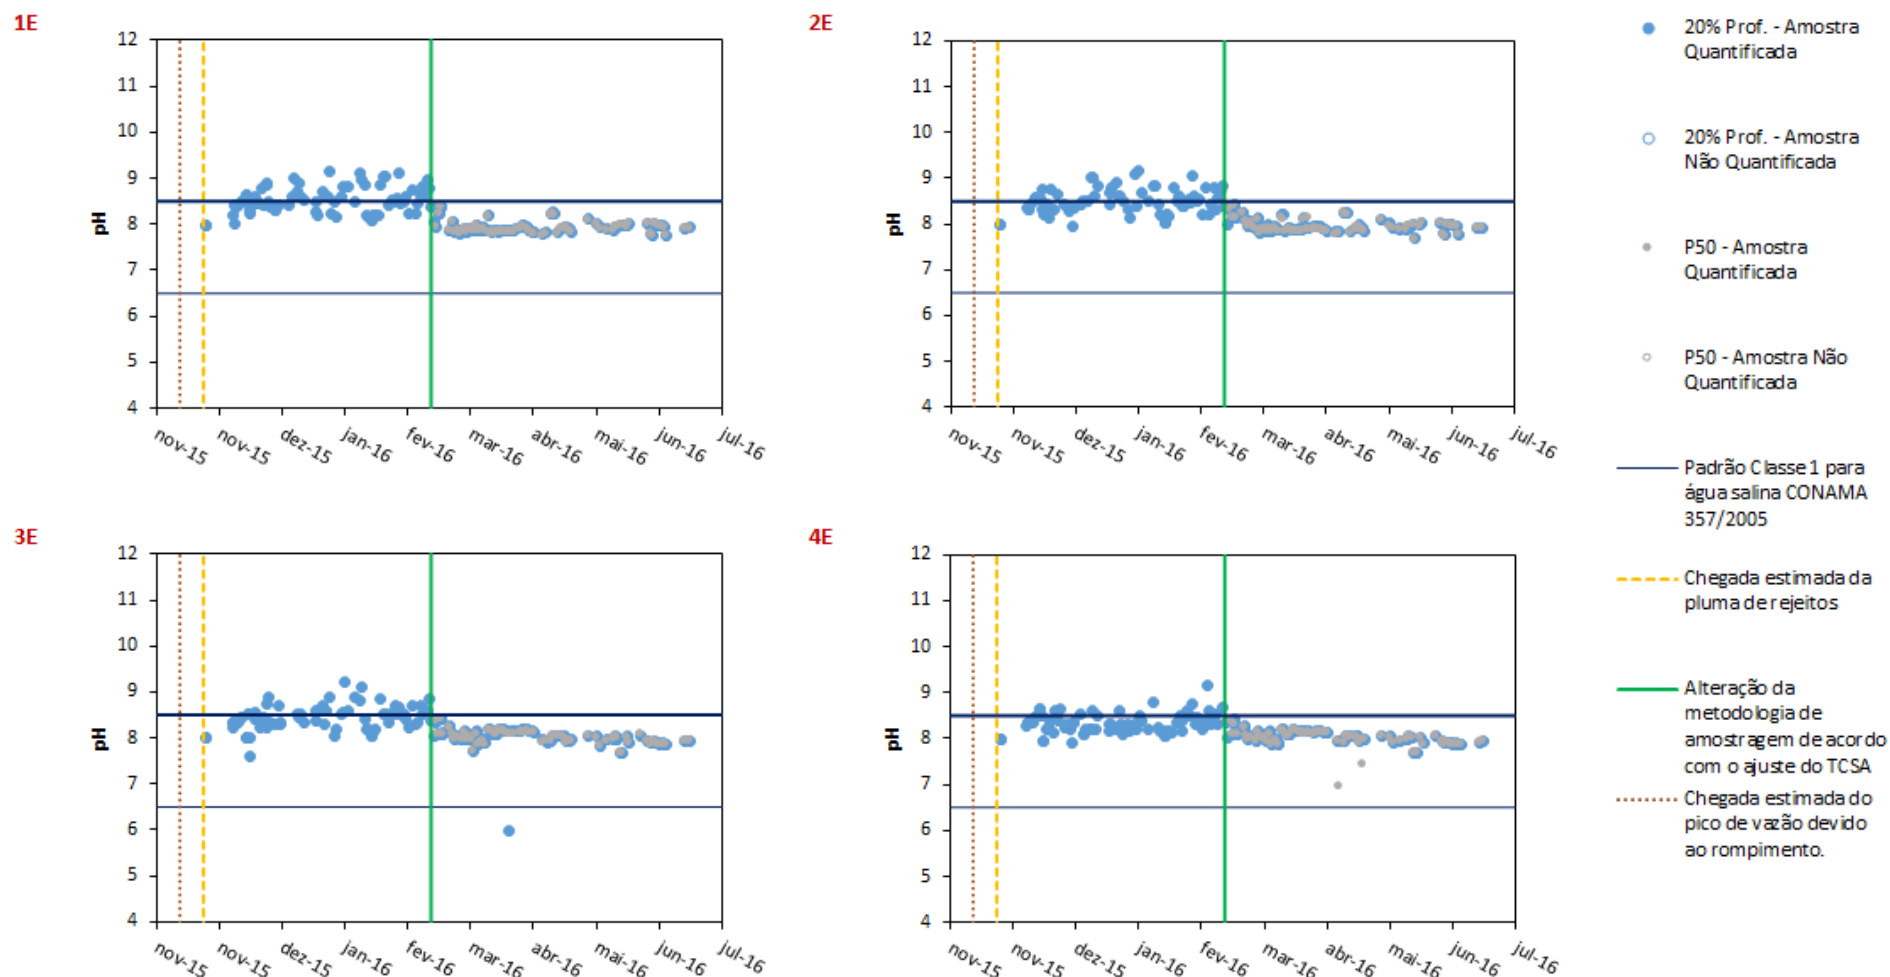 1E
12
11
10
9
8
7
6
5
4
pH
nov-15
nov-15
dez-15
jan-16
fev-16
mar-16
abr-16
mai-16
jun-16
jul-16
2E
12
11
10
9
8
7
6
5
4
pH
nov-15
nov-15
dez-15
jan-16
fev-16
mar-16
abr-16
mai-16
jun-16
jul-16
3E
12
11
10
9
8
7
6
5
4
pH
nov-15
nov-15
dez-15
jan-16
fev-16
mar-16
abr-16
mai-16
jun-16
jul-16
4E
12
11
10
9
8
7
6
5
4
pH
nov-15
nov-15
dez-15
jan-16
fev-16
mar-16
abr-16
mai-16
jun-16
jul-16
20% Prof. - Amostra
Quantificada
20% Prof. - Amostra
Não Quantificada
P50 - Amostra
Quantificada
P50 - Amostra Não
Quantificada
Padrão Classe 1 para
água salina CONAMA
357/2005
Chegada estimada da
pluma de rejeitos
Alteração da
metodologia de
amostragem de acordo
com o ajuste do TCSA
Chegada estimada do
pico de vazão devido
ao rompimento.